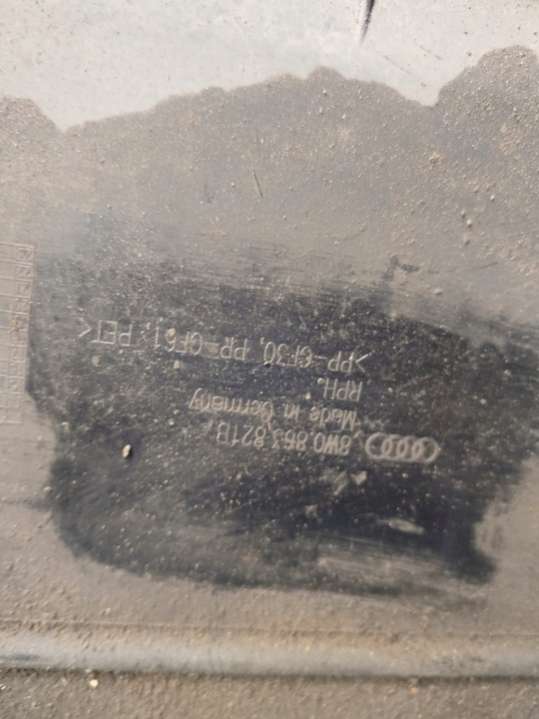 8W0 863 821B
Made in Germany
RPH.
>PP-GF30, PP-GF61, PET<